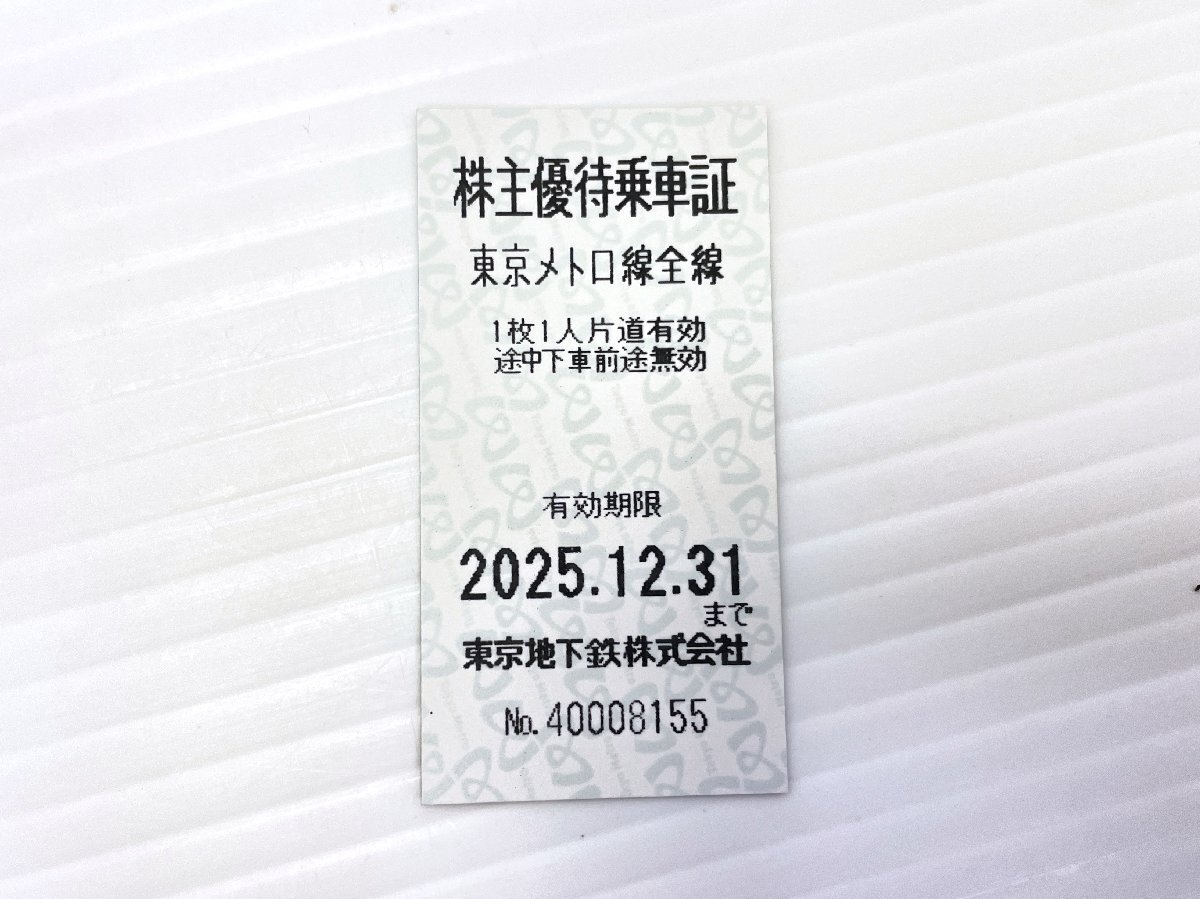 株主優待乗車証
東京メトロ線全線
1枚1人片道有効
途中下車前途無効
有効期限
2025.12.31
まで
東京地下鉄株式会社
No.40008155